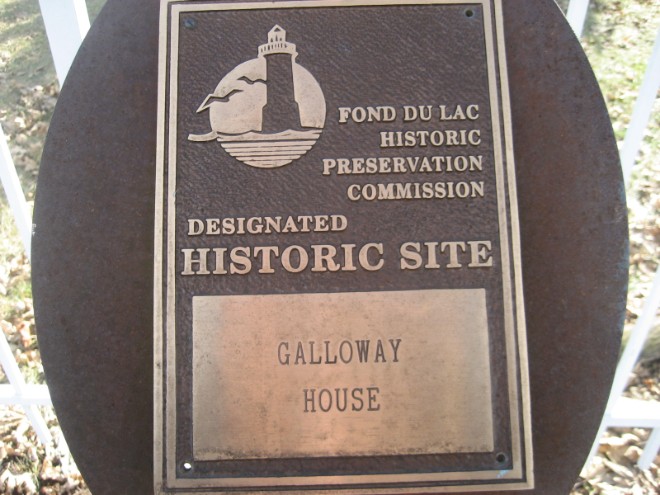 FOND DU LAC
HISTORIC
PRESERVATION
COMMISSION
DESIGNATED
HISTORIC SITE
GALLOWAY
HOUSE